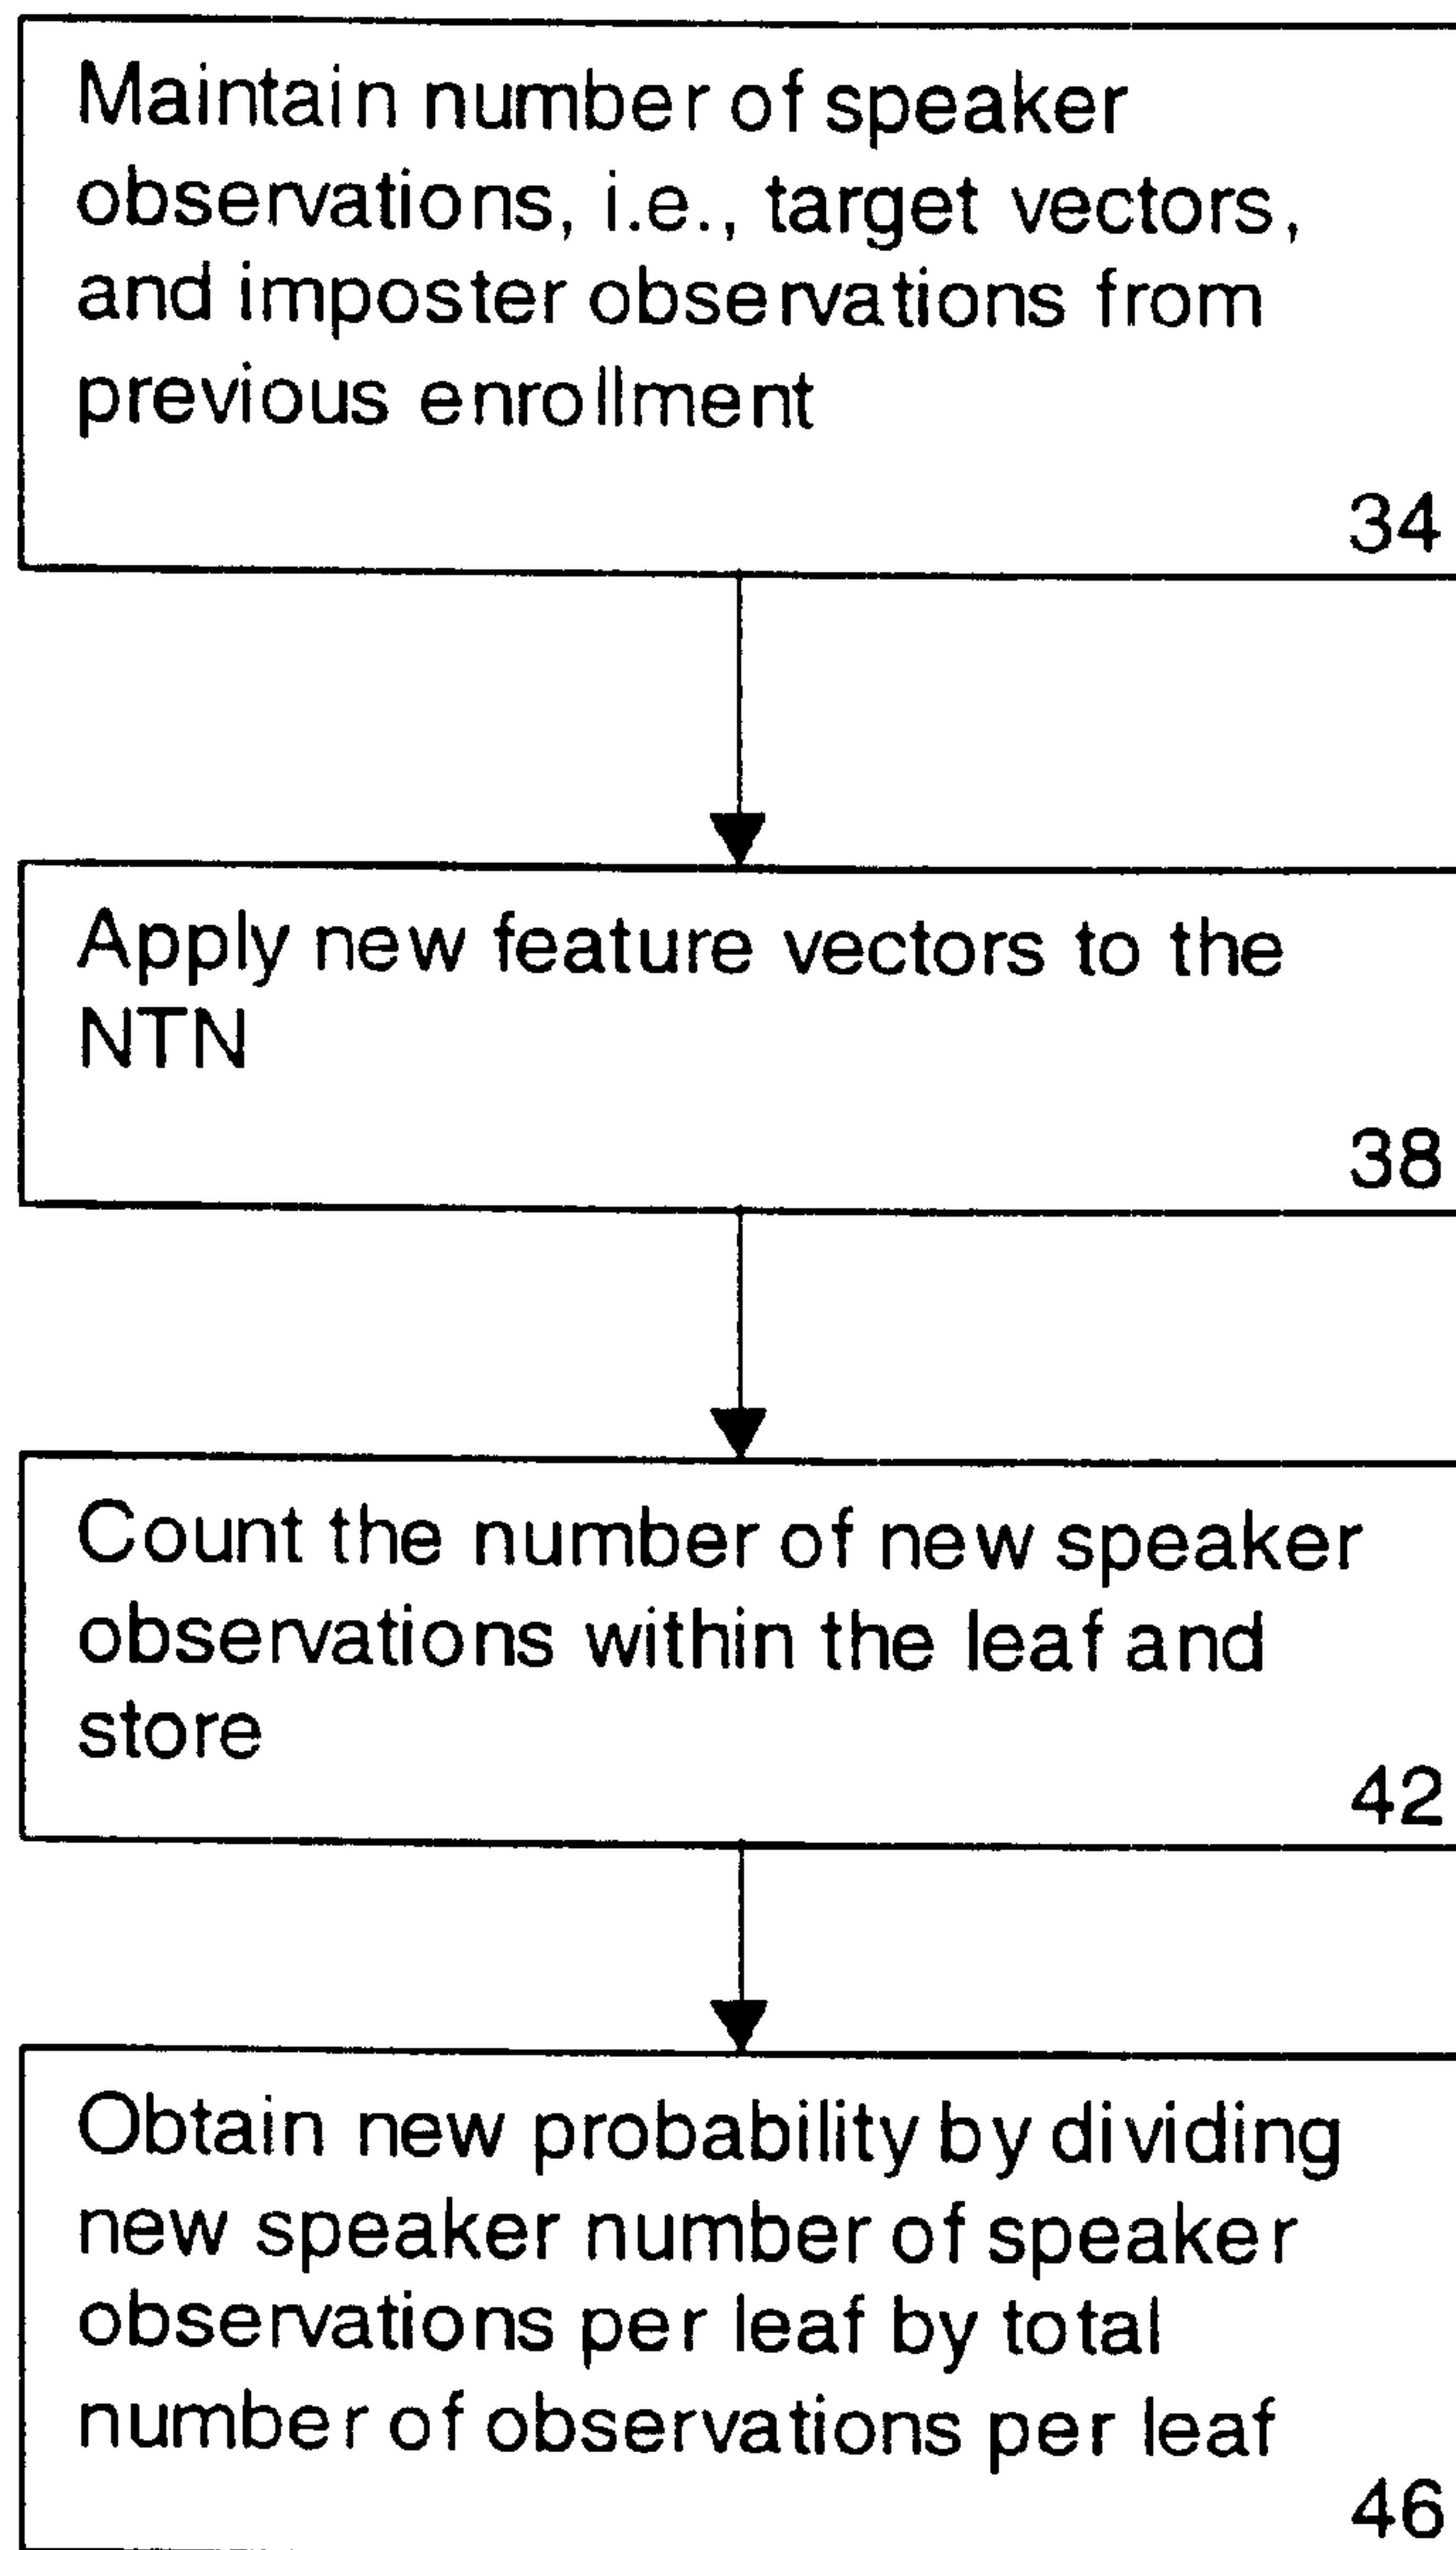 Maintain number of speaker
observations, i.e., target vectors,
and imposter observations from
previous enrollment
34
Apply new feature vectors to the
NTN
38
Count the number of new speaker
observations within the leaf and
store
42
Obtain new probability by dividing
new speaker number of speaker
observations per leaf by total
number of observations per leaf
46